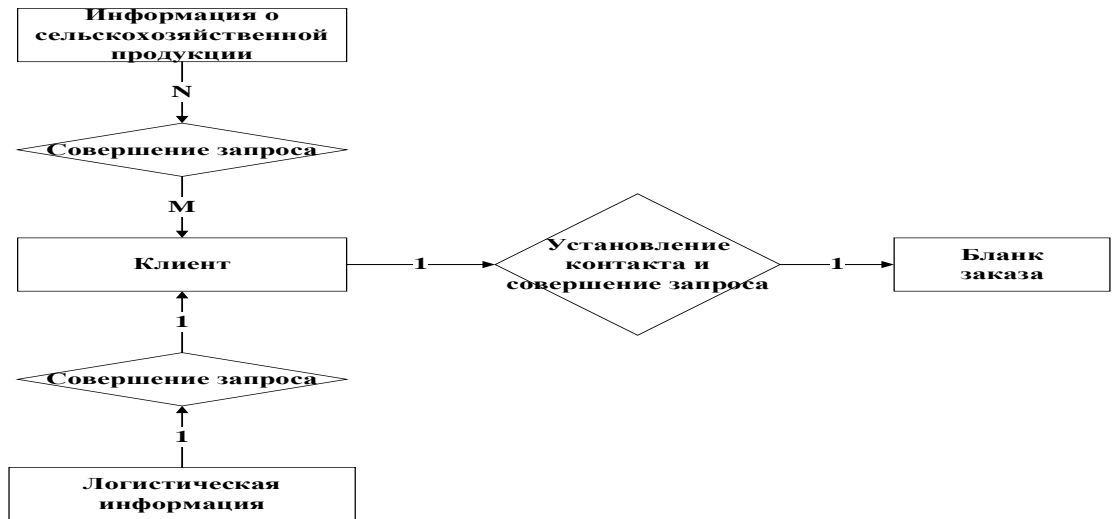 Информация о
сельскохозяйственной
продукции
N
Совершение запроса
M
Клиент
1
Установление
контакта и
совершение запроса
1
Бланк
заказа
1
Совершение запроса
1
Логистическая
информация